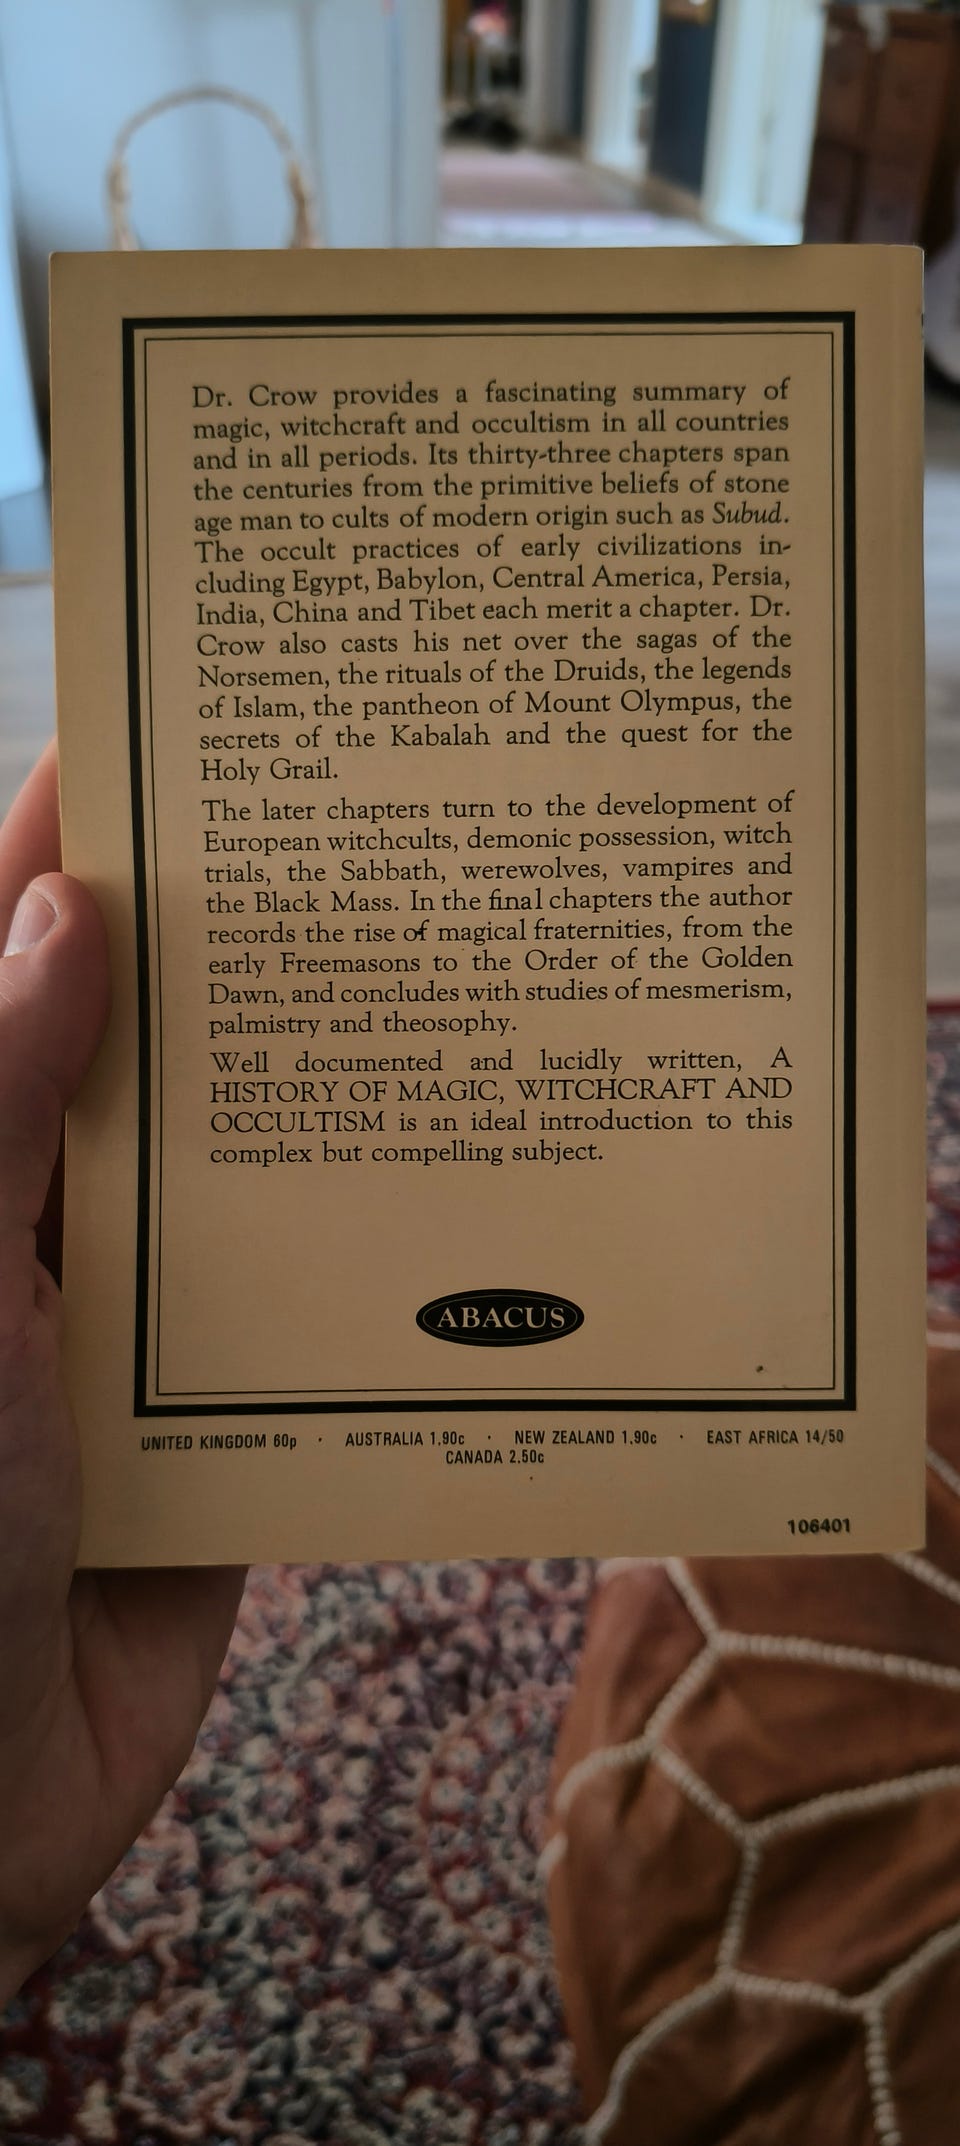 Dr. Crow provides a fascinating summary of
magic, witchcraft and occultism in all countries
and in all periods. Its thirty-three chapters span
the centuries from the primitive beliefs of stone
age man to cults of modern origin such as Subud.
The occult practices of early civilizations in-
cluding Egypt, Babylon, Central America, Persia,
India, China and Tibet each merit a chapter. Dr.
Crow also casts his net over the sagas of the
Norsemen, the rituals of the Druids, the legends
of Islam, the pantheon of Mount Olympus, the
secrets of the Kabalah and the quest for the
Holy Grail.
The later chapters turn to the development of
European witchcults, demonic possession, witch
trials, the Sabbath, werewolves, vampires and
the Black Mass. In the final chapters the author
records the rise of magical fraternities, from the
early Freemasons to the Order of the Golden
Dawn, and concludes with studies of mesmerism,
palmistry and theosophy.
Well documented and lucidly written, A
HISTORY OF MAGIC, WITCHCRAFT AND
OCCULTISM is an ideal introduction to this
complex but compelling subject.
ABACUS
UNITED KINGDOM 60p · AUSTRALIA 1.90c · NEW ZEALAND 1.90c · EAST AFRICA 14/50
CANADA 2.50c
106401